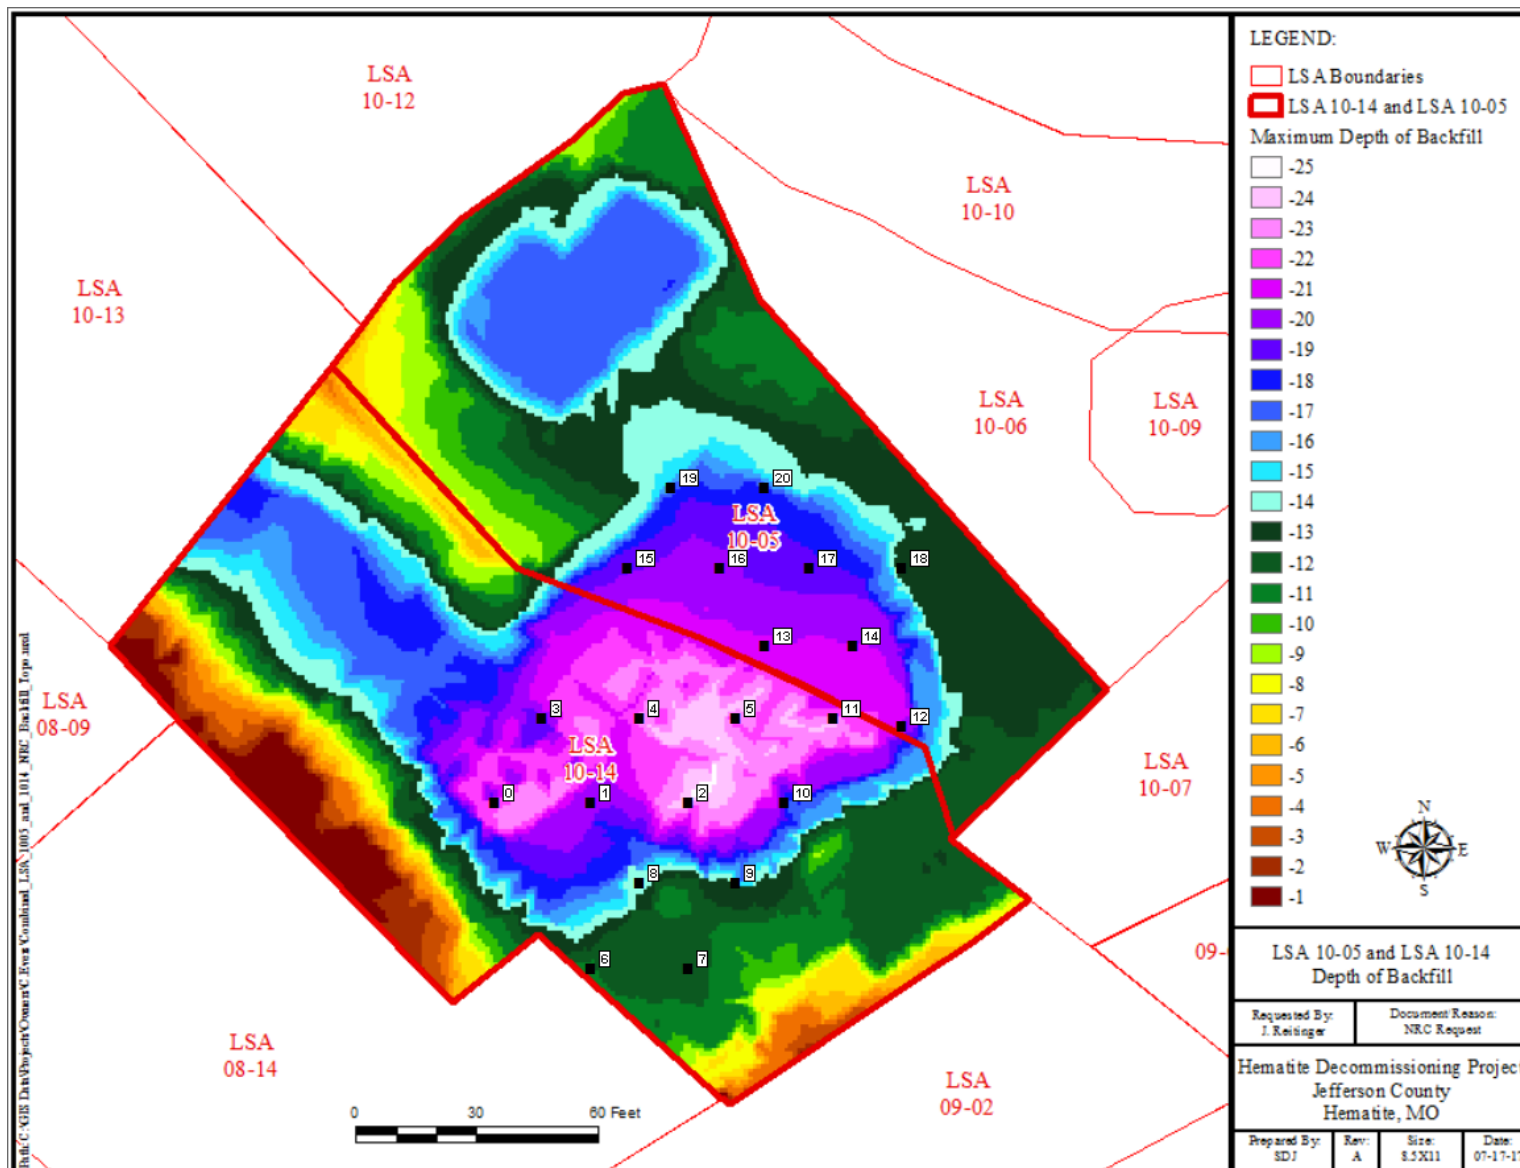 LSA
10-12
LSA
10-10
LSA
10-13
LSA
10-06
LSA
10-09
LSA
10-05
LSA
10-14
LSA
08-09
LSA
10-07
LSA
08-14
LSA
09-02
09-
19
20
15
16
17
18
13
14
3
4
5
11
12
0
1
2
10
8
9
6
7
0 30 60 Feet
LEGEND:
LSA Boundaries
LSA 10-14 and LSA 10-05
Maximum Depth of Backfill
-25
-24
-23
-22
-21
-20
-19
-18
-17
-16
-15
-14
-13
-12
-11
-10
-9
-8
-7
-6
-5
-4
-3
-2
-1
N
W E
S
LSA 10-05 and LSA 10-14
Depth of Backfill
Requested By:
J. Reitinger
Document/Reason:
NRC Request
Hematite Decommissioning Project
Jefferson County
Hematite, MO
Prepared By:
SDJ
Rev:
A
Size:
8.5X11
Date:
07-17-17